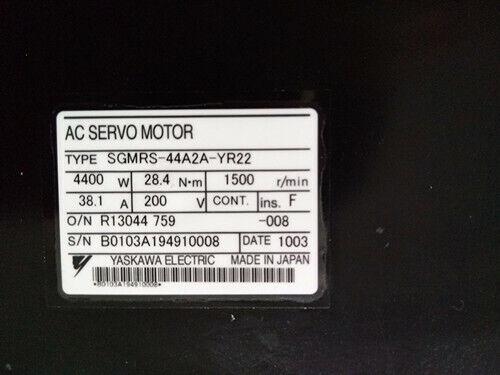 AC SERVO MOTOR
TYPE SGMRS-44A2A-YR22
4400 W 28.4 N·m 1500 r/min
38.1 A 200 V CONT. ins. F
O/N R13044 759 -008
S/N B0103A194910008 DATE 1003
YASKAWA ELECTRIC MADE IN JAPAN
*B0103A194910008*